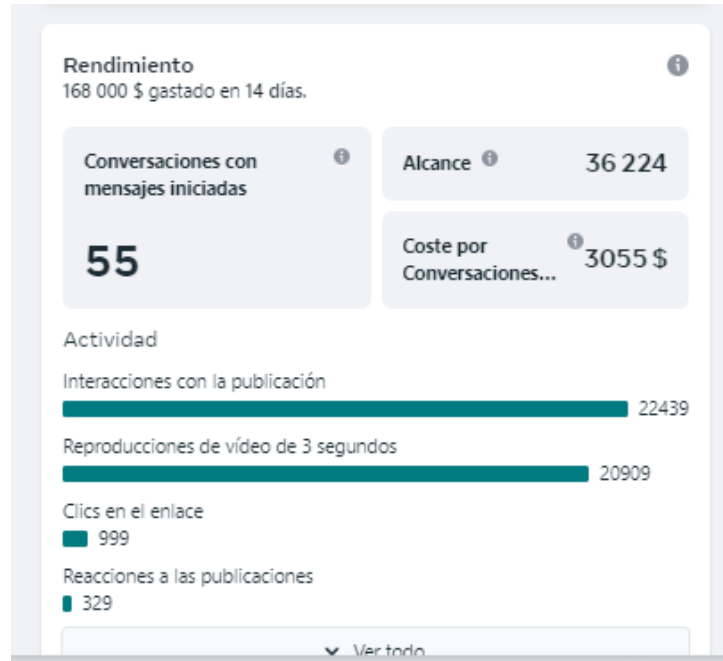 Rendimiento
168 000 $ gastado en 14 días.
Conversaciones con
mensajes iniciadas
55
Alcance
36 224
Coste por
Conversaciones...
3055 $
Actividad
Interacciones con la publicación
22439
Reproducciones de vídeo de 3 segundos
20909
Clics en el enlace
999
Reacciones a las publicaciones
329
Ver todo